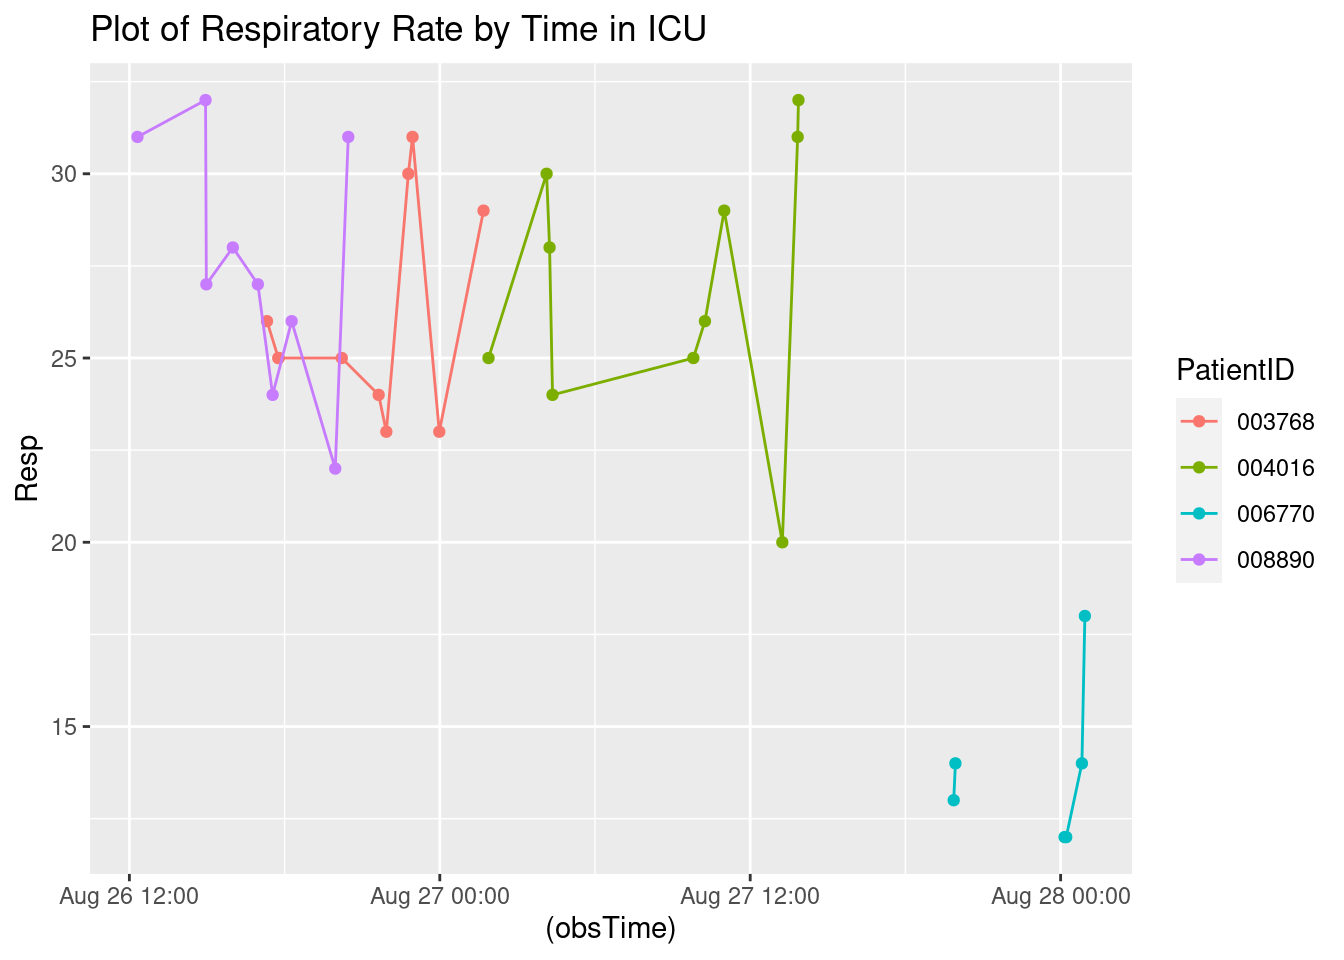 Plot of Respiratory Rate by Time in ICU
Resp
30
25
20
15
Aug 26 12:00
Aug 27 00:00
Aug 27 12:00
Aug 28 00:00
(obsTime)
PatientID
003768
004016
006770
008890